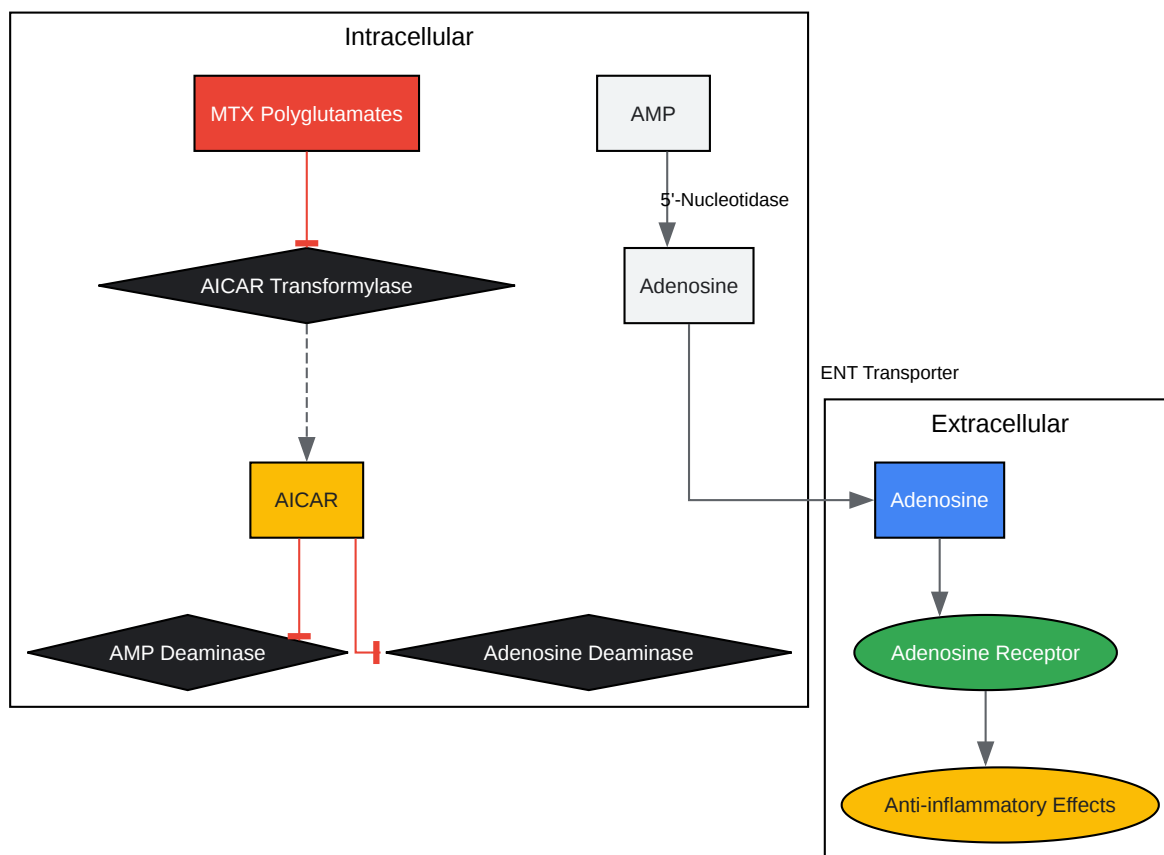 Intracellular
MTX Polyglutamates
AMP
5'-Nucleotidase
AICAR Transformylase
Adenosine
ENT Transporter
Extracellular
AICAR
Adenosine
AMP Deaminase
Adenosine Deaminase
Adenosine Receptor
Anti-inflammatory Effects